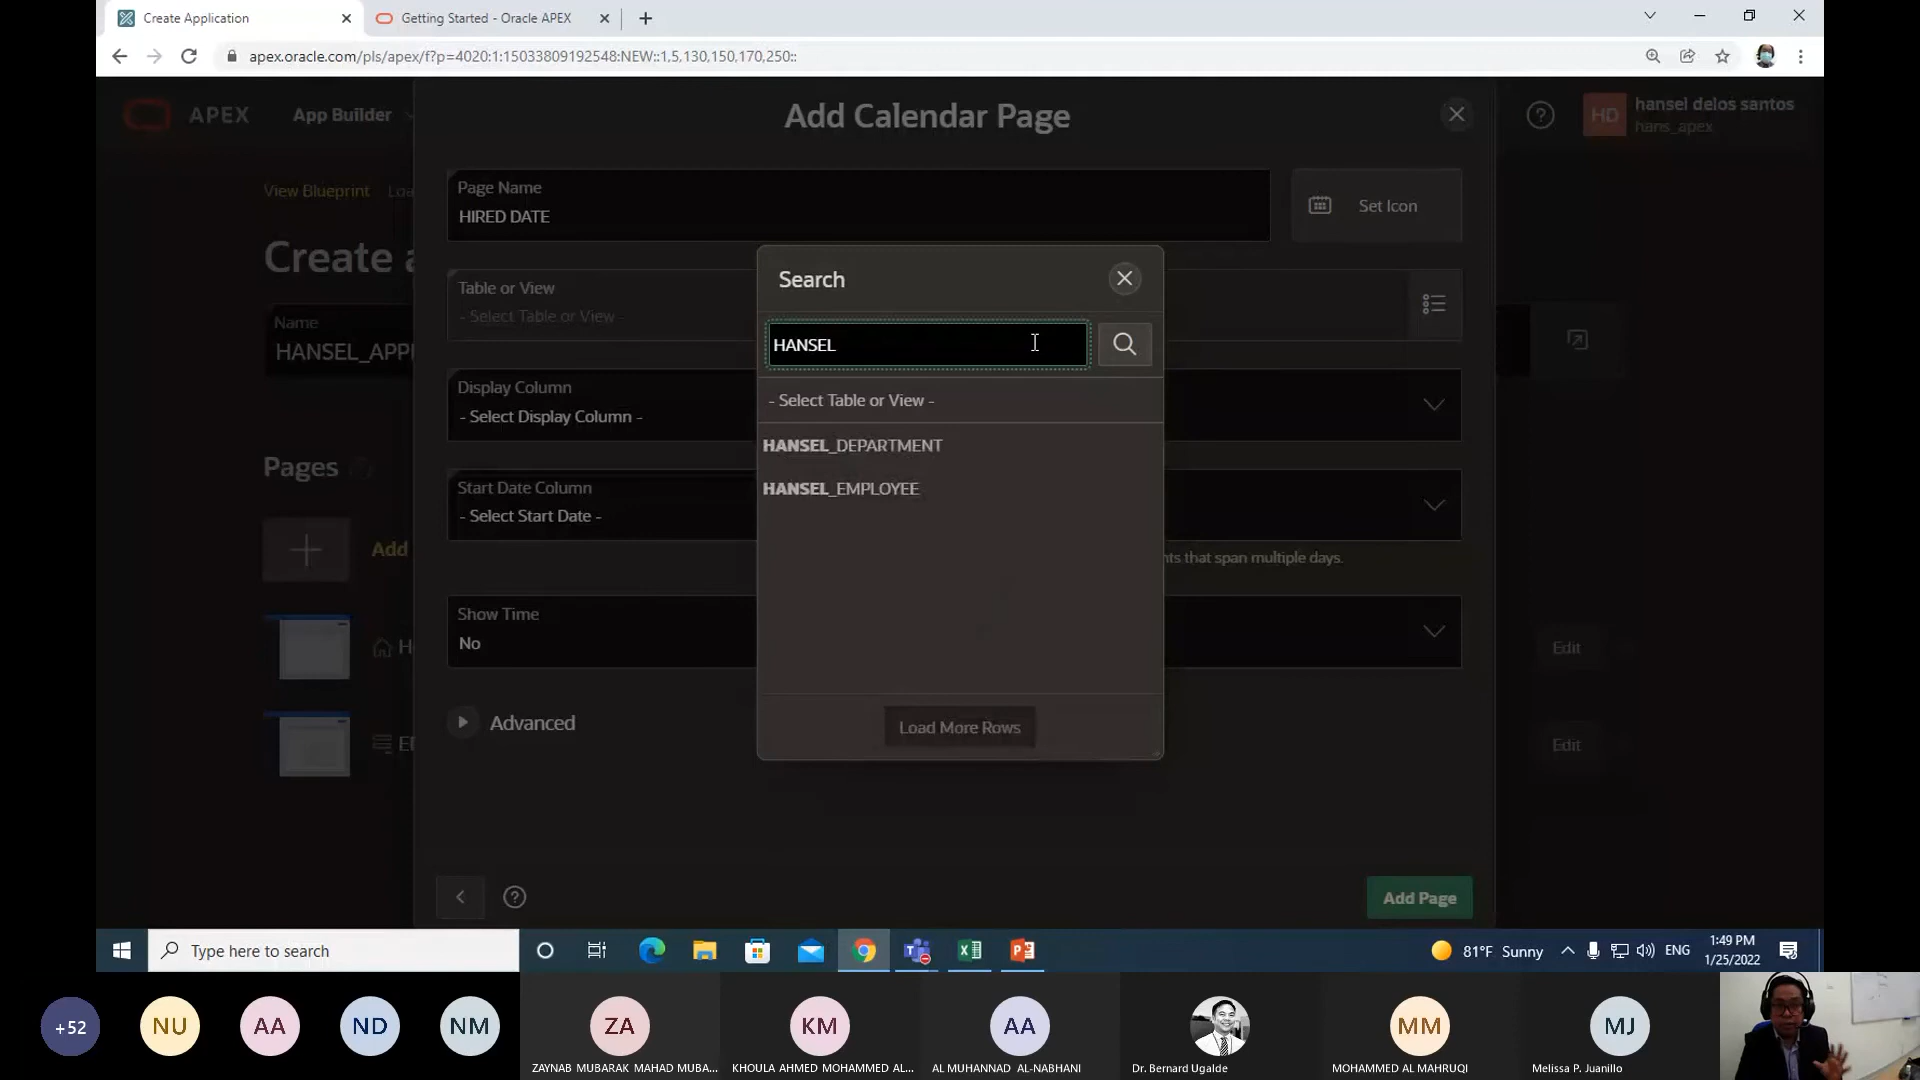 Create Application
Getting Started - Oracle APEX
apex.oracle.com/pls/apex/f?p=4020:1:15033809192548:NEW::1,5,130,150,170,250::
APEX
App Builder
Add Calendar Page
HD
hansel delos santos
hans_apex
View Blueprint
Page Name
HIRED DATE
Set Icon
Create a
Search
Table or View
- Select Table or View -
Name
HANSEL_APPL
HANSEL
Display Column
- Select Display Column -
- Select Table or View -
HANSEL_DEPARTMENT
Pages
Start Date Column
- Select Start Date -
HANSEL_EMPLOYEE
Add
nts that span multiple days.
Show Time
No
Edit
Advanced
Load More Rows
Edit
Add Page
Type here to search
81°F Sunny
ENG
1:49 PM
1/25/2022
+52
NU
AA
ND
NM
ZA
KM
AA
MM
MJ
ZAYNAB MUBARAK MAHAD MUBA...
KHOULA AHMED MOHAMMED AL...
AL MUHANNAD AL-NABHANI
Dr. Bernard Ugalde
MOHAMMED AL MAHRUQI
Melissa P. Juanillo